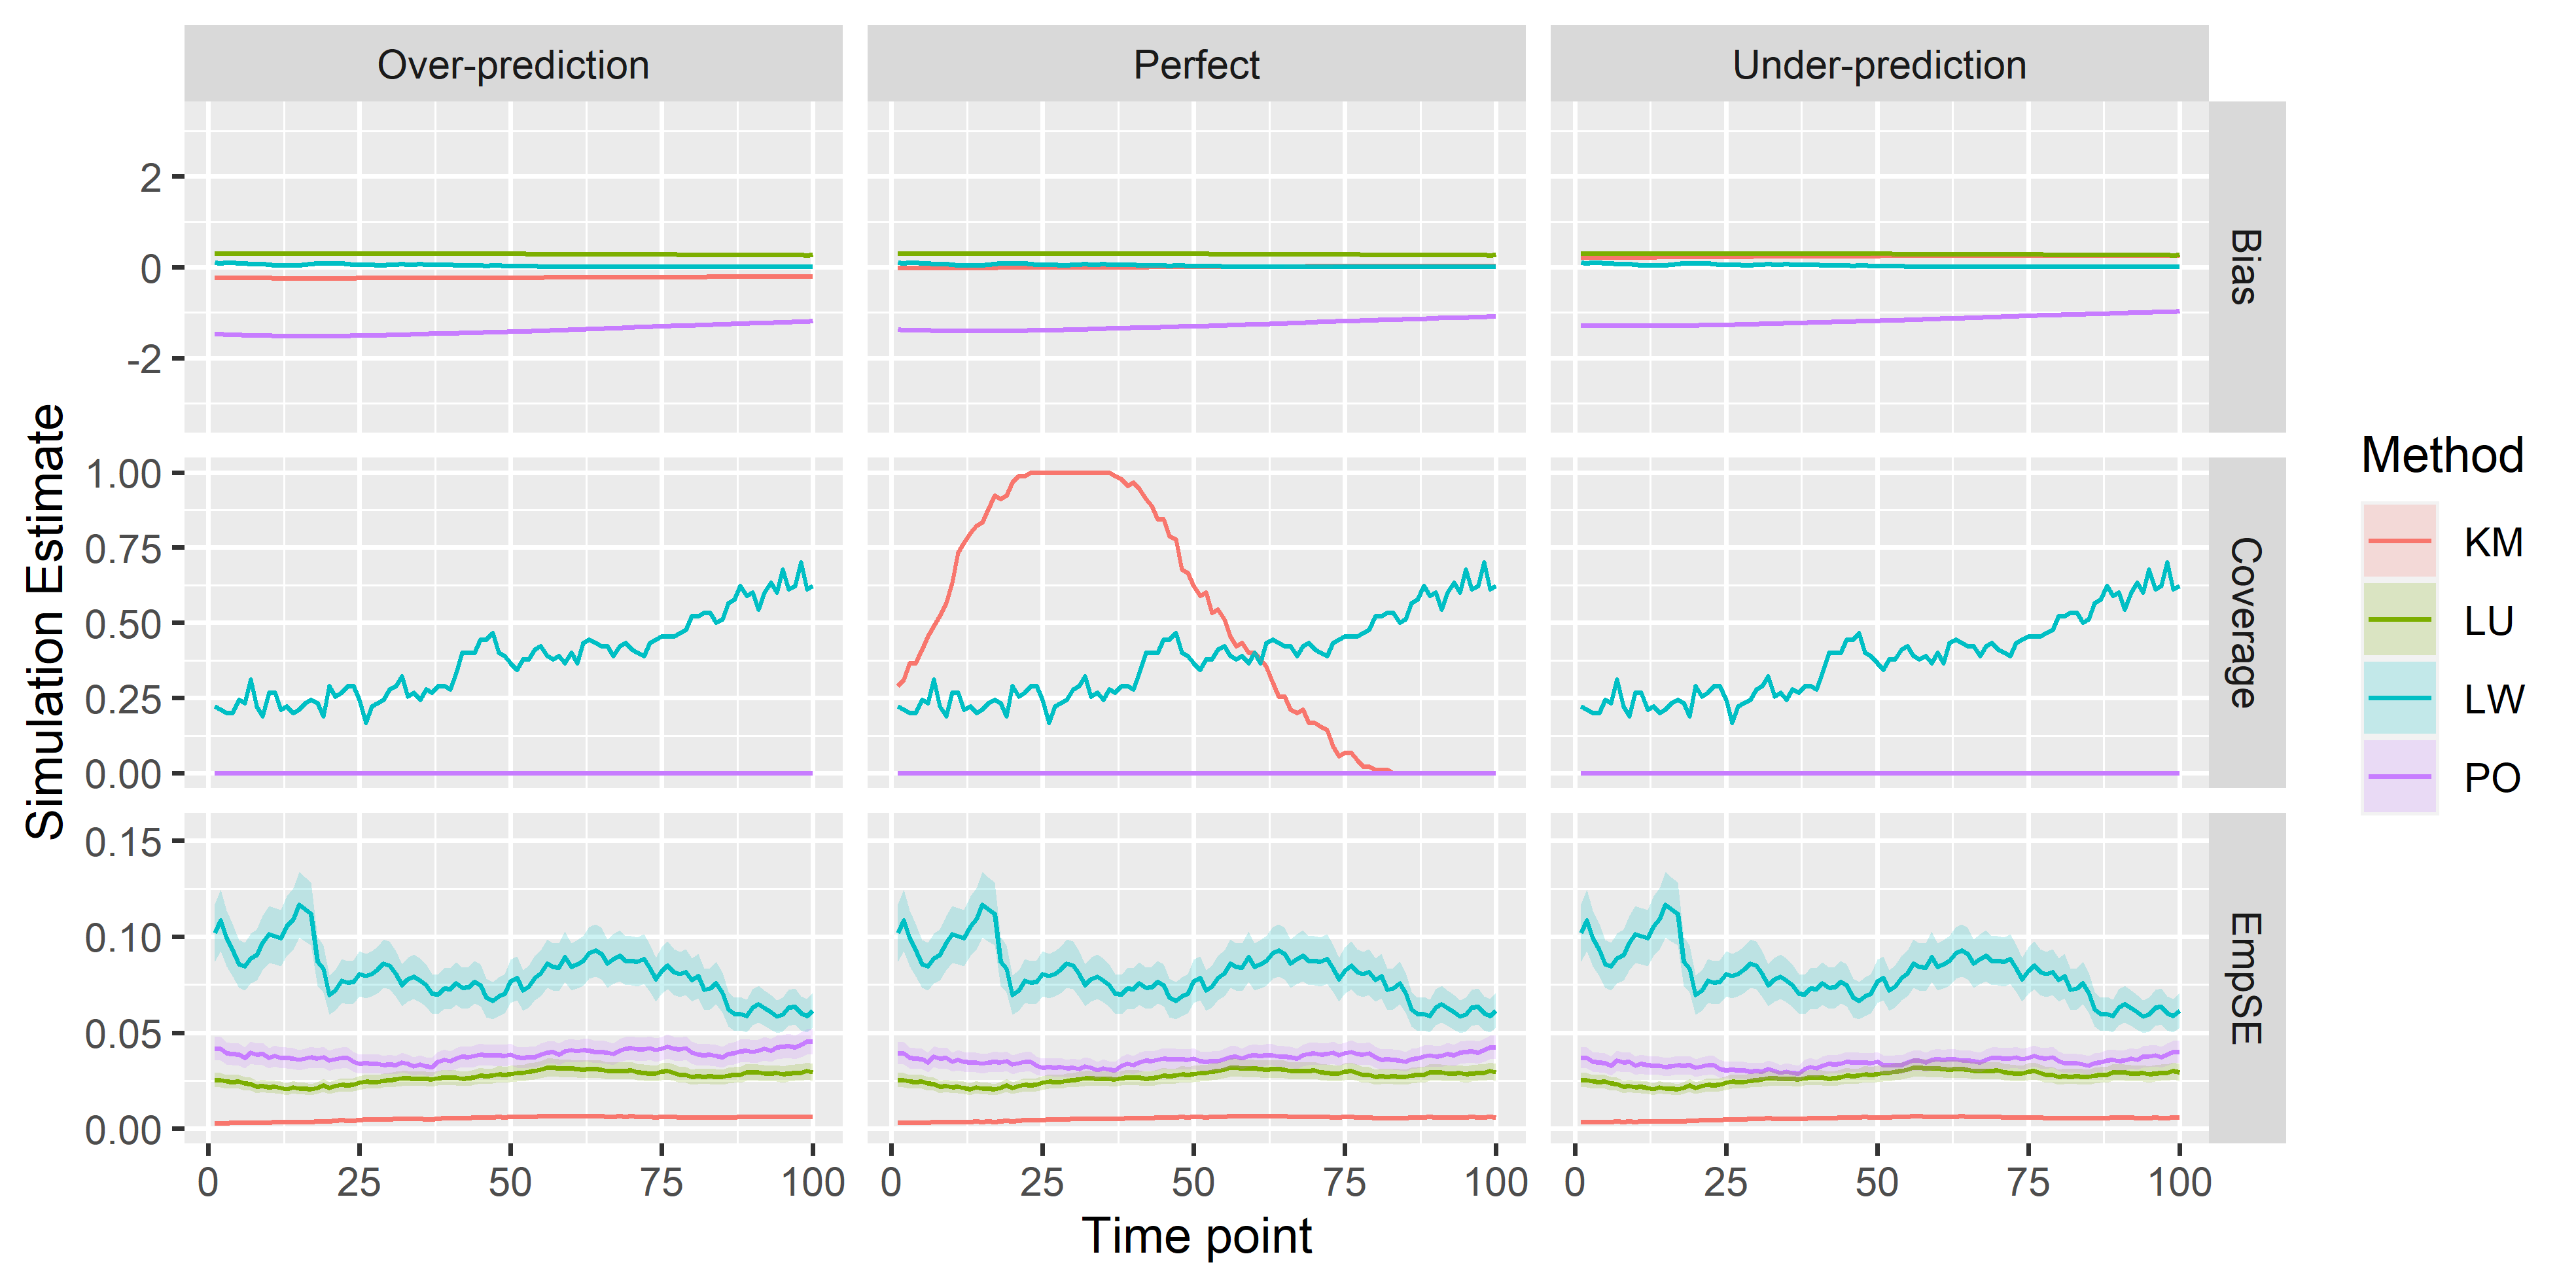 Over-prediction
Perfect
Under-prediction
2
0
-2
Bias
1.00
0.75
0.50
0.25
0.00
Coverage
0.15
0.10
0.05
0.00
EmpSE
0 25 50 75 100
0 25 50 75 100
0 25 50 75 100
Time point
Simulation Estimate
Method
KM
LU
LW
PO